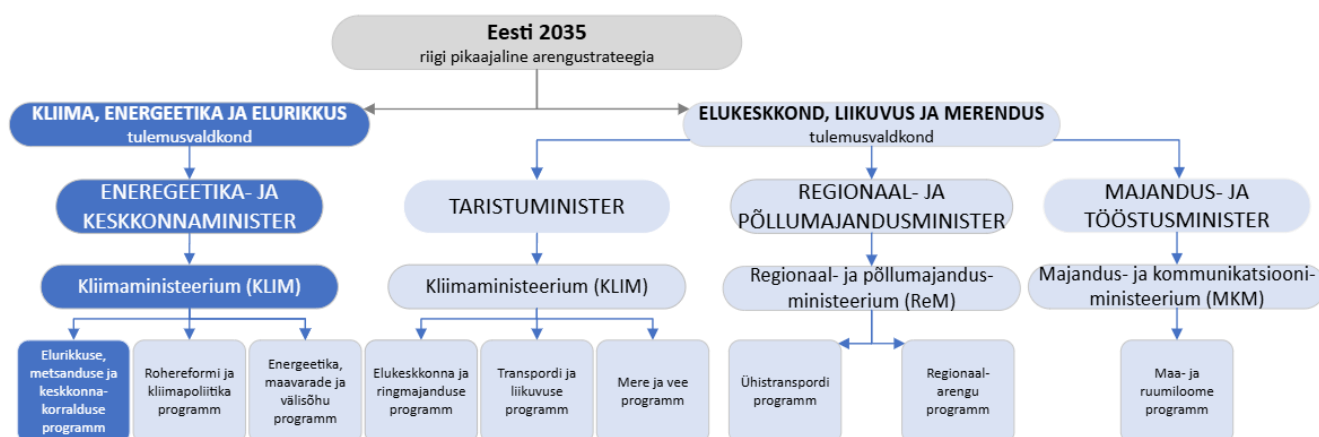 Eesti 2035
riigi pikaajaline arengustrateegia
KLIIMA, ENERGEETIKA JA ELURIKKUS
tulemusvaldkond
ELUKESKKOND, LIIKUVUS JA MERENDUS
tulemusvaldkond
ENEREGEETIKA- JA
KESKKONNAMINISTER
TARISTUMINISTER
REGIONAAL- JA
PÕLLUMAJANDUSMINISTER
MAJANDUS- JA
TÖÖSTUSMINISTER
Kliimaministeerium (KLIM)
Kliimaministeerium (KLIM)
Regionaal- ja põllumajandus-
ministeerium (ReM)
Majandus- ja kommunikatsiooni-
ministeerium (MKM)
Elurikkuse,
metsanduse ja
keskkonna-
korralduse
programm
Rohereformi ja
kliimapoliitika
programm
Energeetika,
maavarade ja
välisõhu
programm
Elukeskkonna ja
ringmajanduse
programm
Transpordi ja
liikuvuse
programm
Mere ja vee
programm
Ühistranspordi
programm
Regionaal-
arengu
programm
Maa- ja
ruumiloome
programm